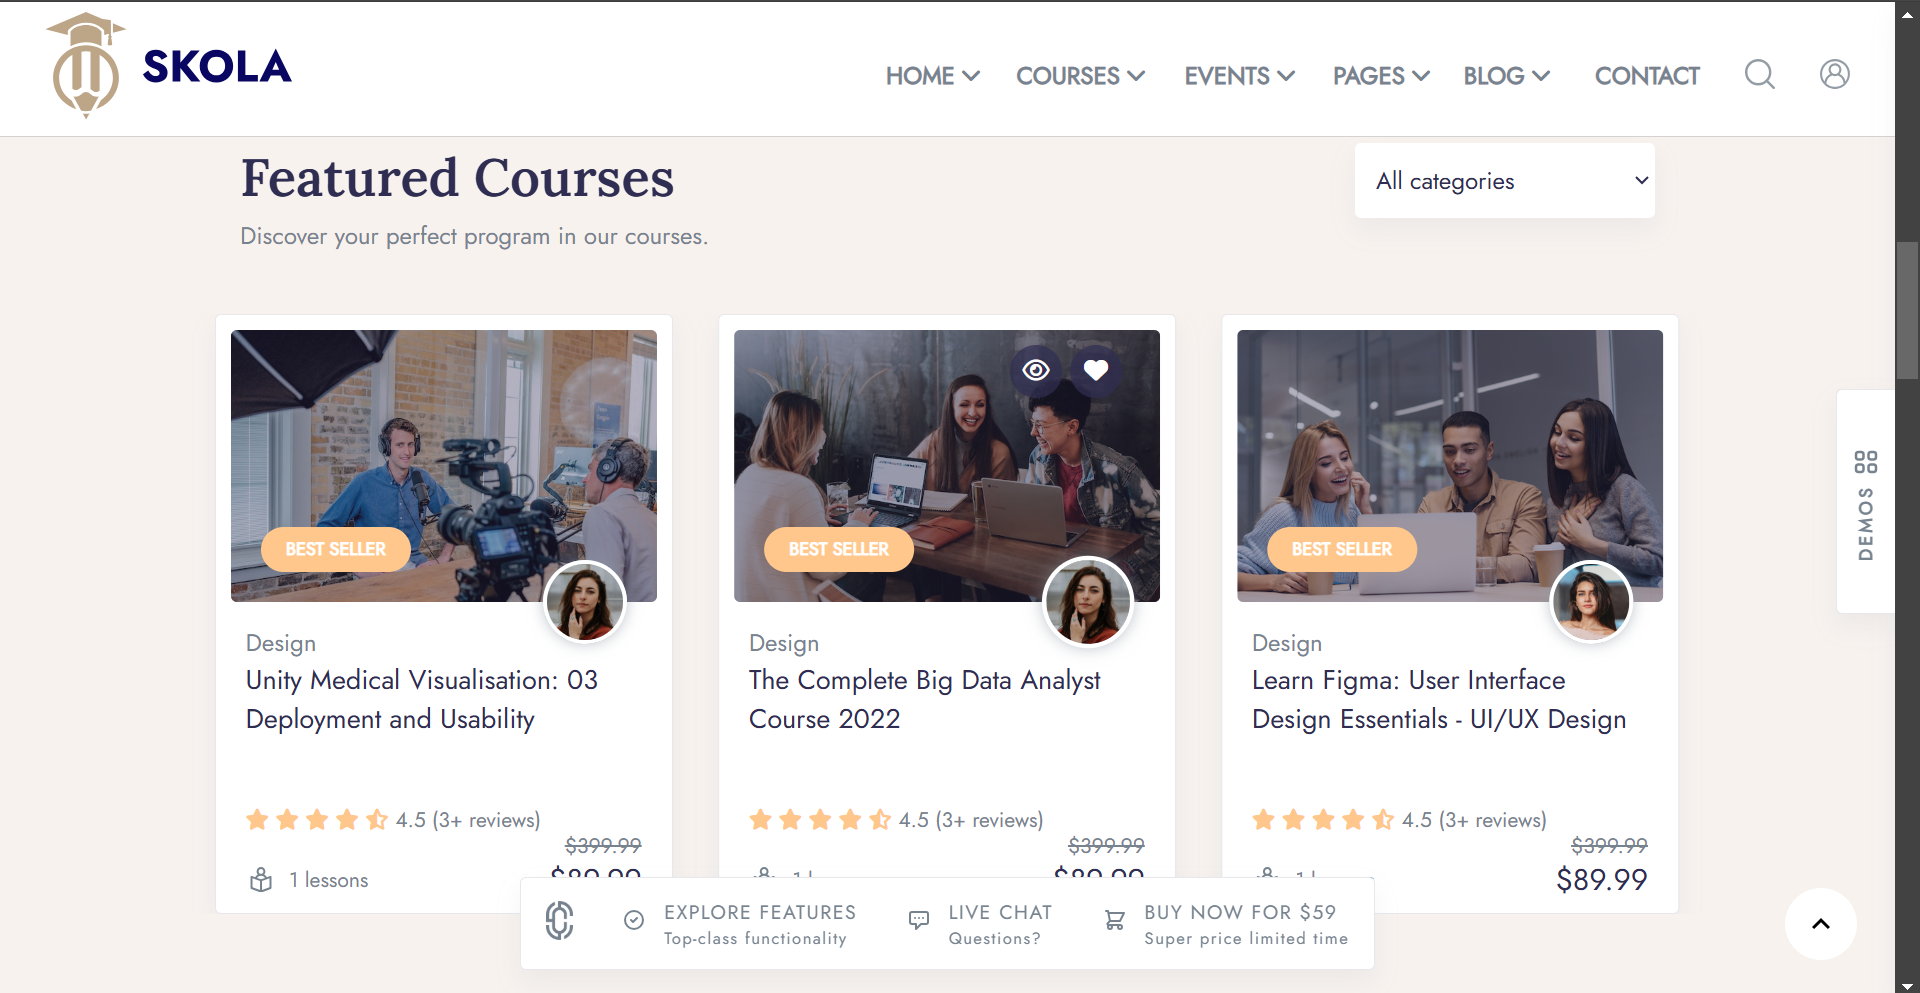 SKOLA
HOME
COURSES
EVENTS
PAGES
BLOG
CONTACT
Featured Courses
Discover your perfect program in our courses.
All categories
BEST SELLER
Design
Unity Medical Visualisation: 03
Deployment and Usability
4.5 (3+ reviews)
$399.99
$89.99
1 lessons
BEST SELLER
Design
The Complete Big Data Analyst
Course 2022
4.5 (3+ reviews)
$399.99
$89.99
BEST SELLER
Design
Learn Figma: User Interface
Design Essentials - UI/UX Design
4.5 (3+ reviews)
$399.99
$89.99
DEMOS
EXPLORE FEATURES
Top-class functionality
LIVE CHAT
Questions?
BUY NOW FOR $59
Super price limited time